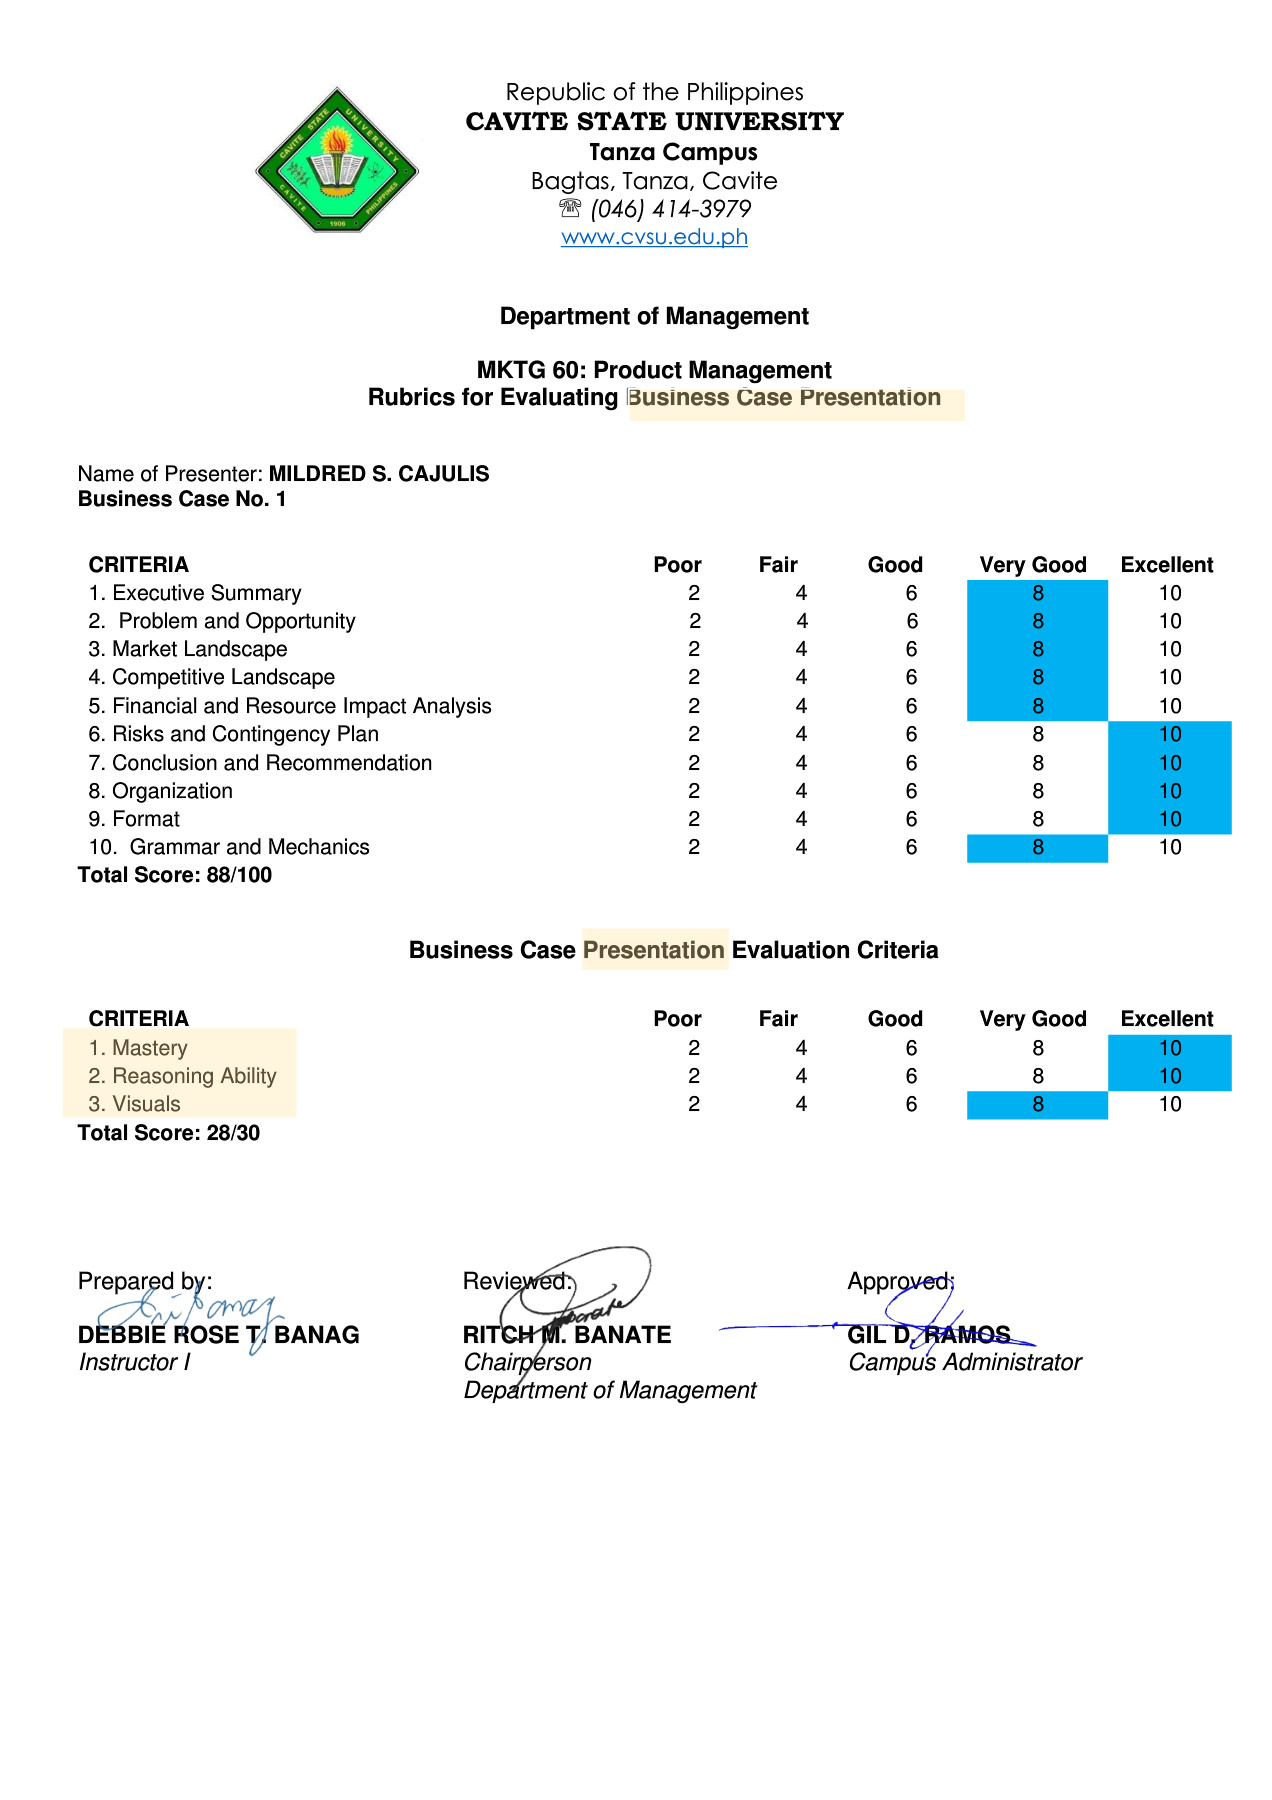 Republic of the Philippines
CAVITE STATE UNIVERSITY
Tanza Campus
Bagtas, Tanza, Cavite
☏ (046) 414-3979
www.cvsu.edu.ph
CAVITE STATE UNIVERSITY
CAVITE PHILIPPINES
1906
Department of Management
MKTG 60: Product Management
Rubrics for Evaluating Business Case Presentation
Name of Presenter: MILDRED S. CAJULIS
Business Case No. 1
CRITERIA Poor Fair Good Very Good Excellent
1. Executive Summary 2 4 6 8 10
2. Problem and Opportunity 2 4 6 8 10
3. Market Landscape 2 4 6 8 10
4. Competitive Landscape 2 4 6 8 10
5. Financial and Resource Impact Analysis 2 4 6 8 10
6. Risks and Contingency Plan 2 4 6 8 10
7. Conclusion and Recommendation 2 4 6 8 10
8. Organization 2 4 6 8 10
9. Format 2 4 6 8 10
10. Grammar and Mechanics 2 4 6 8 10
Total Score: 88/100
Business Case Presentation Evaluation Criteria
CRITERIA Poor Fair Good Very Good Excellent
1. Mastery 2 4 6 8 10
2. Reasoning Ability 2 4 6 8 10
3. Visuals 2 4 6 8 10
Total Score: 28/30
Prepared by: Reviewed: Approved:
DEBBIE ROSE T. BANAG RITCH M. BANATE GIL D. RAMOS
Instructor I Chairperson Campus Administrator
Department of Management